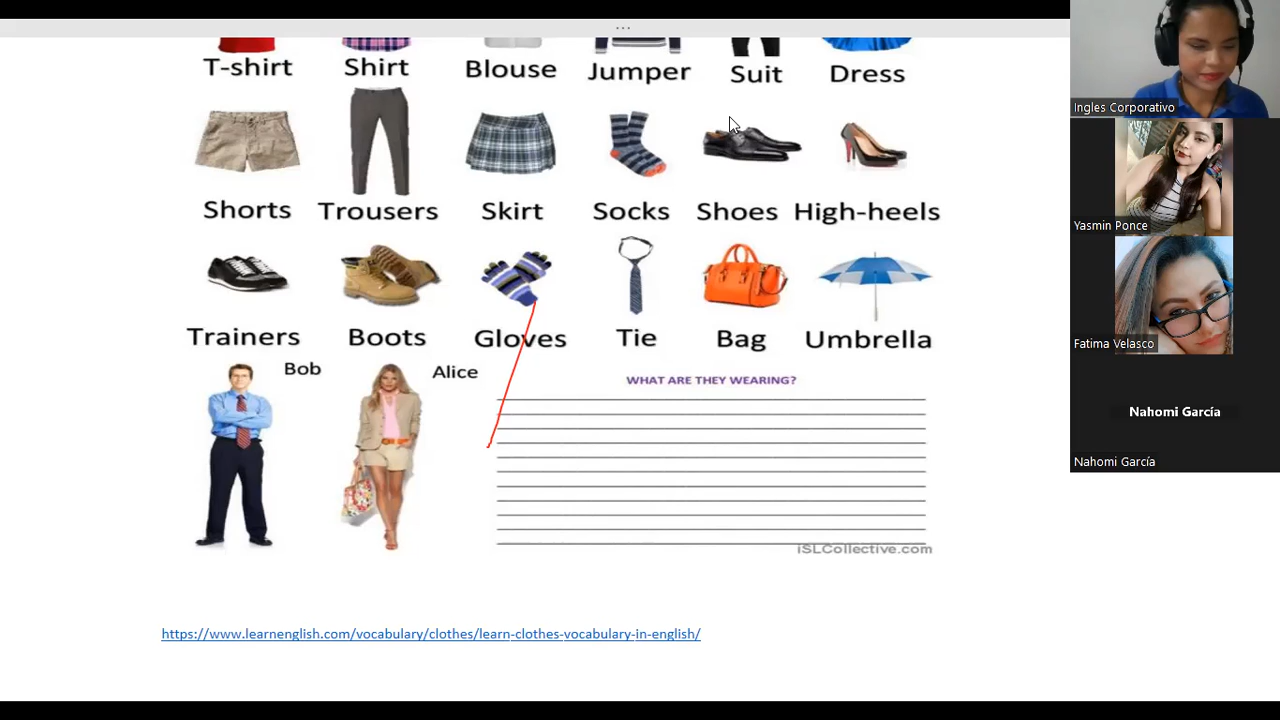 T-shirt Shirt Blouse Jumper Suit Dress
Shorts Trousers Skirt Socks Shoes High-heels
Trainers Boots Gloves Tie Bag Umbrella
Bob Alice
WHAT ARE THEY WEARING?
iSLCollective.com
https://www.learnenglish.com/vocabulary/clothes/learn-clothes-vocabulary-in-english/
Ingles Corporativo
Yasmin Ponce
Fatima Velasco
Nahomi García
Nahomi García